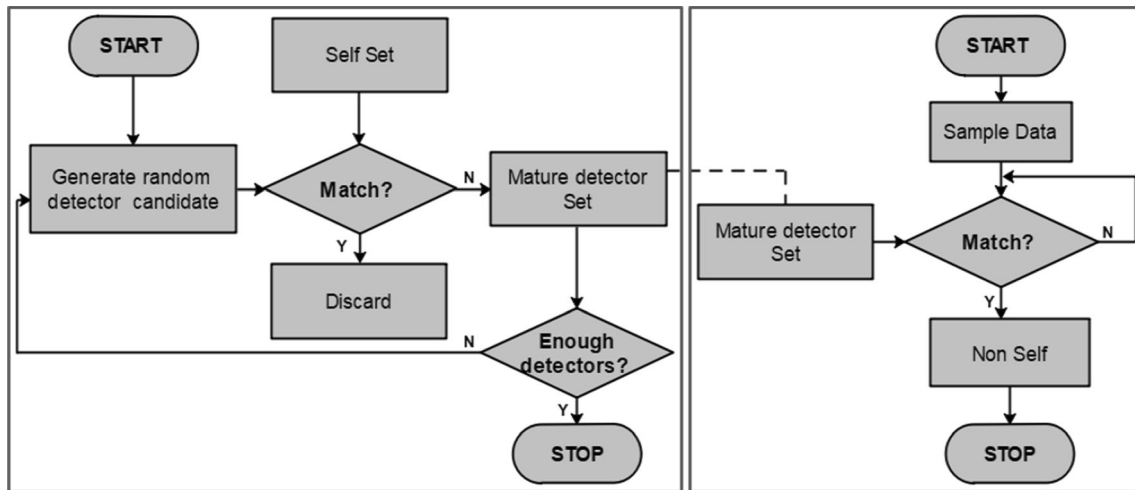 START
Self Set
Generate random
detector candidate
Match?
N
Mature detector
Set
Y
Discard
Enough
detectors?
N
Y
STOP
START
Sample Data
Mature detector
Set
Match?
N
Y
Non Self
STOP